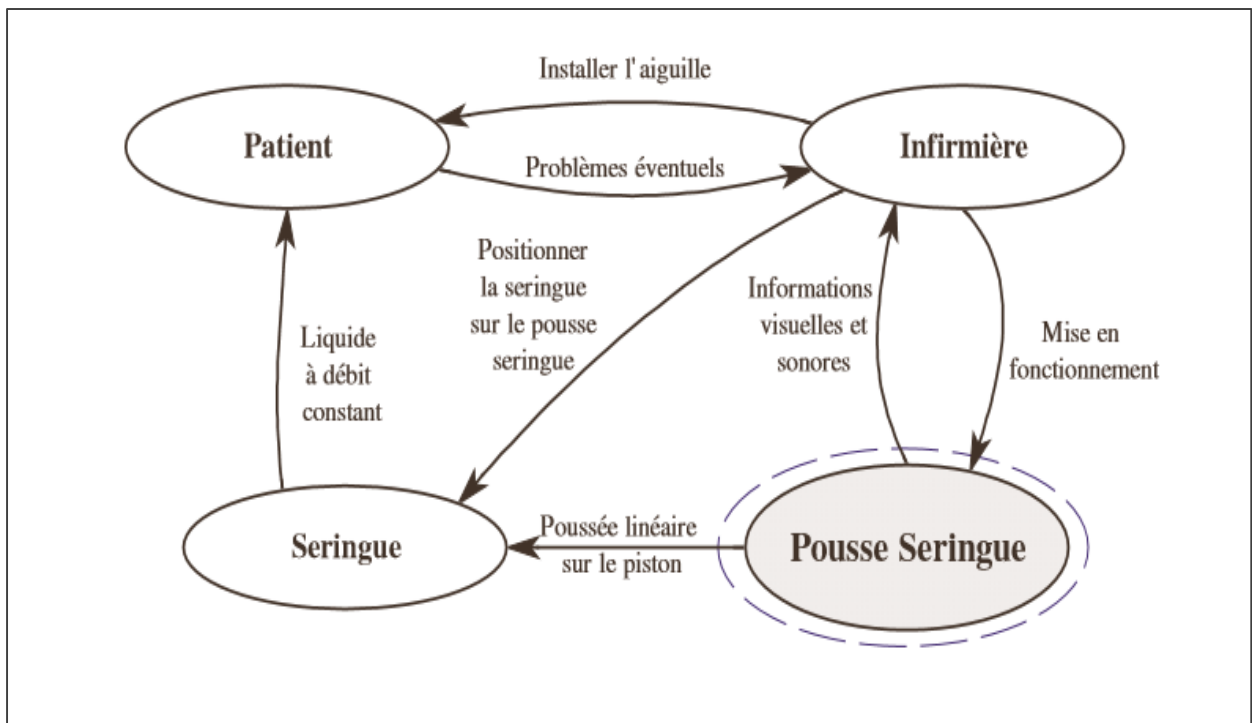 Installer l'aiguille
Patient
Infirmière
Problèmes éventuels
Positionner
la seringue
sur le pousse
seringue
Informations
visuelles et
sonores
Liquide
à débit
constant
Mise en
fonctionnement
Seringue
Poussée linéaire
sur le piston
Pousse Seringue